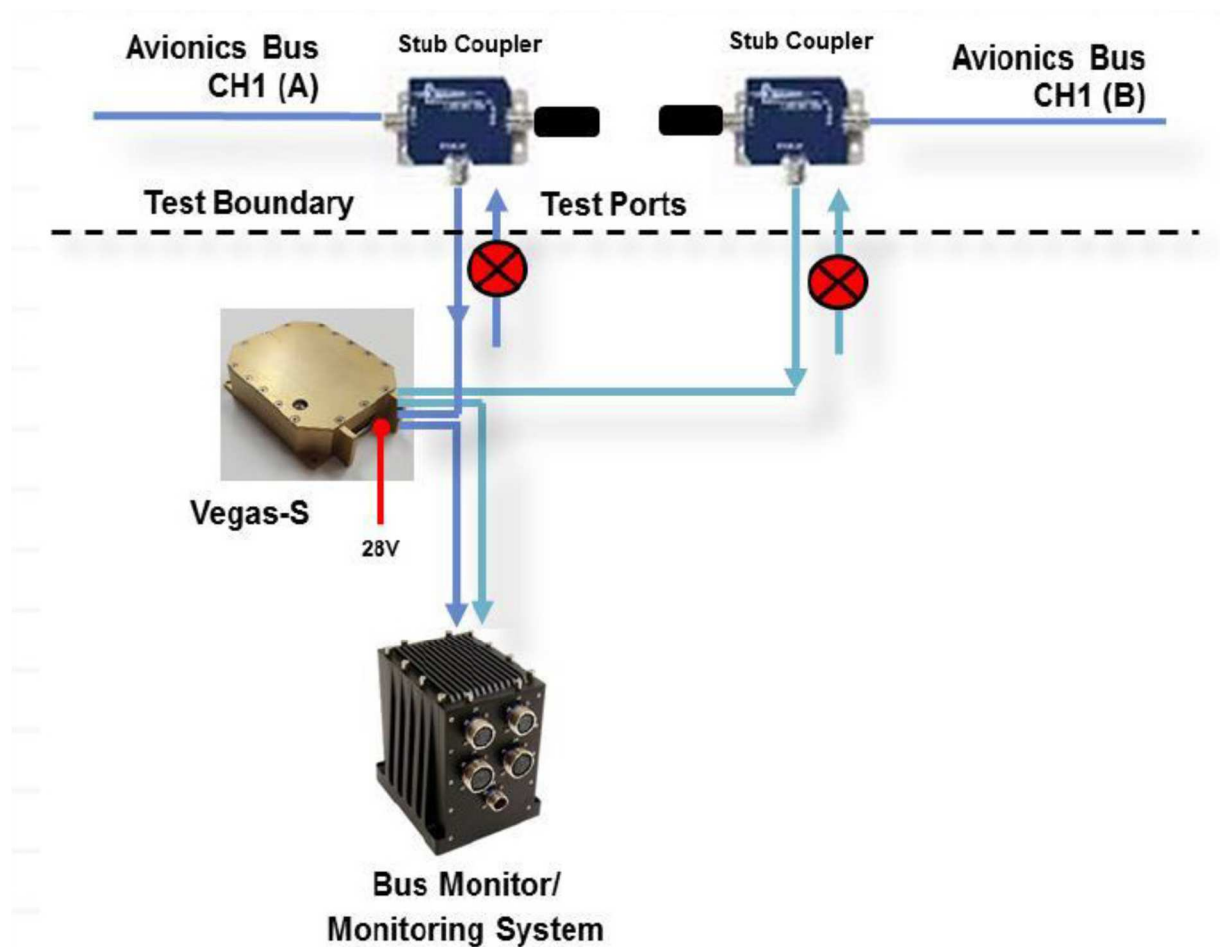 Avionics Bus
CH1 (A)
Stub Coupler
Stub Coupler
Avionics Bus
CH1 (B)
Test Boundary
Test Ports
Vegas-S
28V
Bus Monitor/
Monitoring System